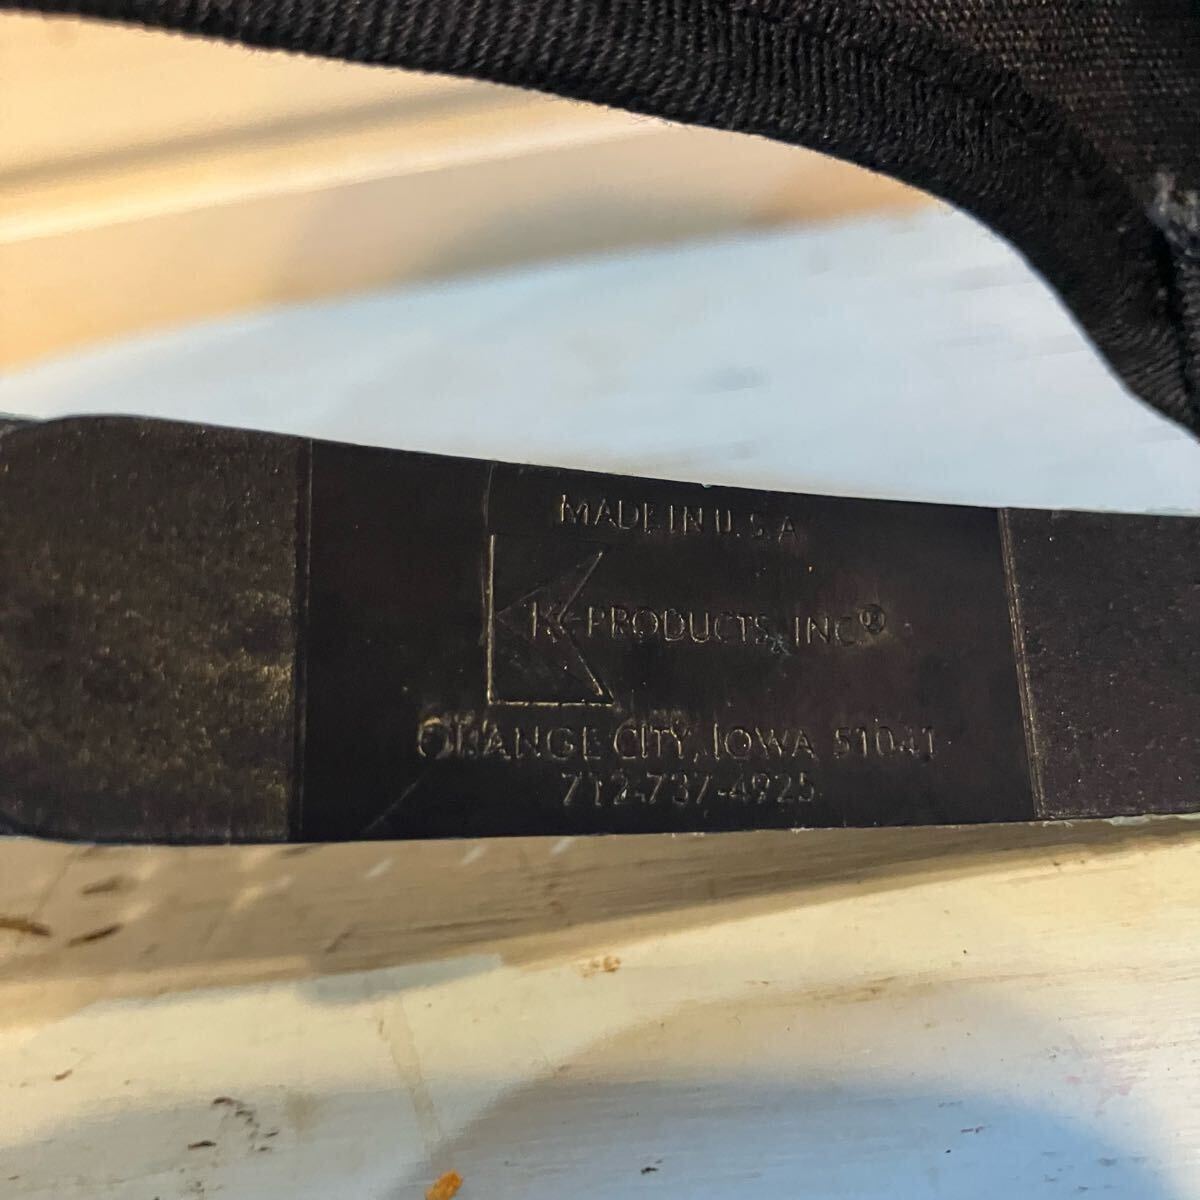 MADE IN U.S.A
K-PRODUCTS, INC®
ORANGE CITY, IOWA 51041
712-737-4925